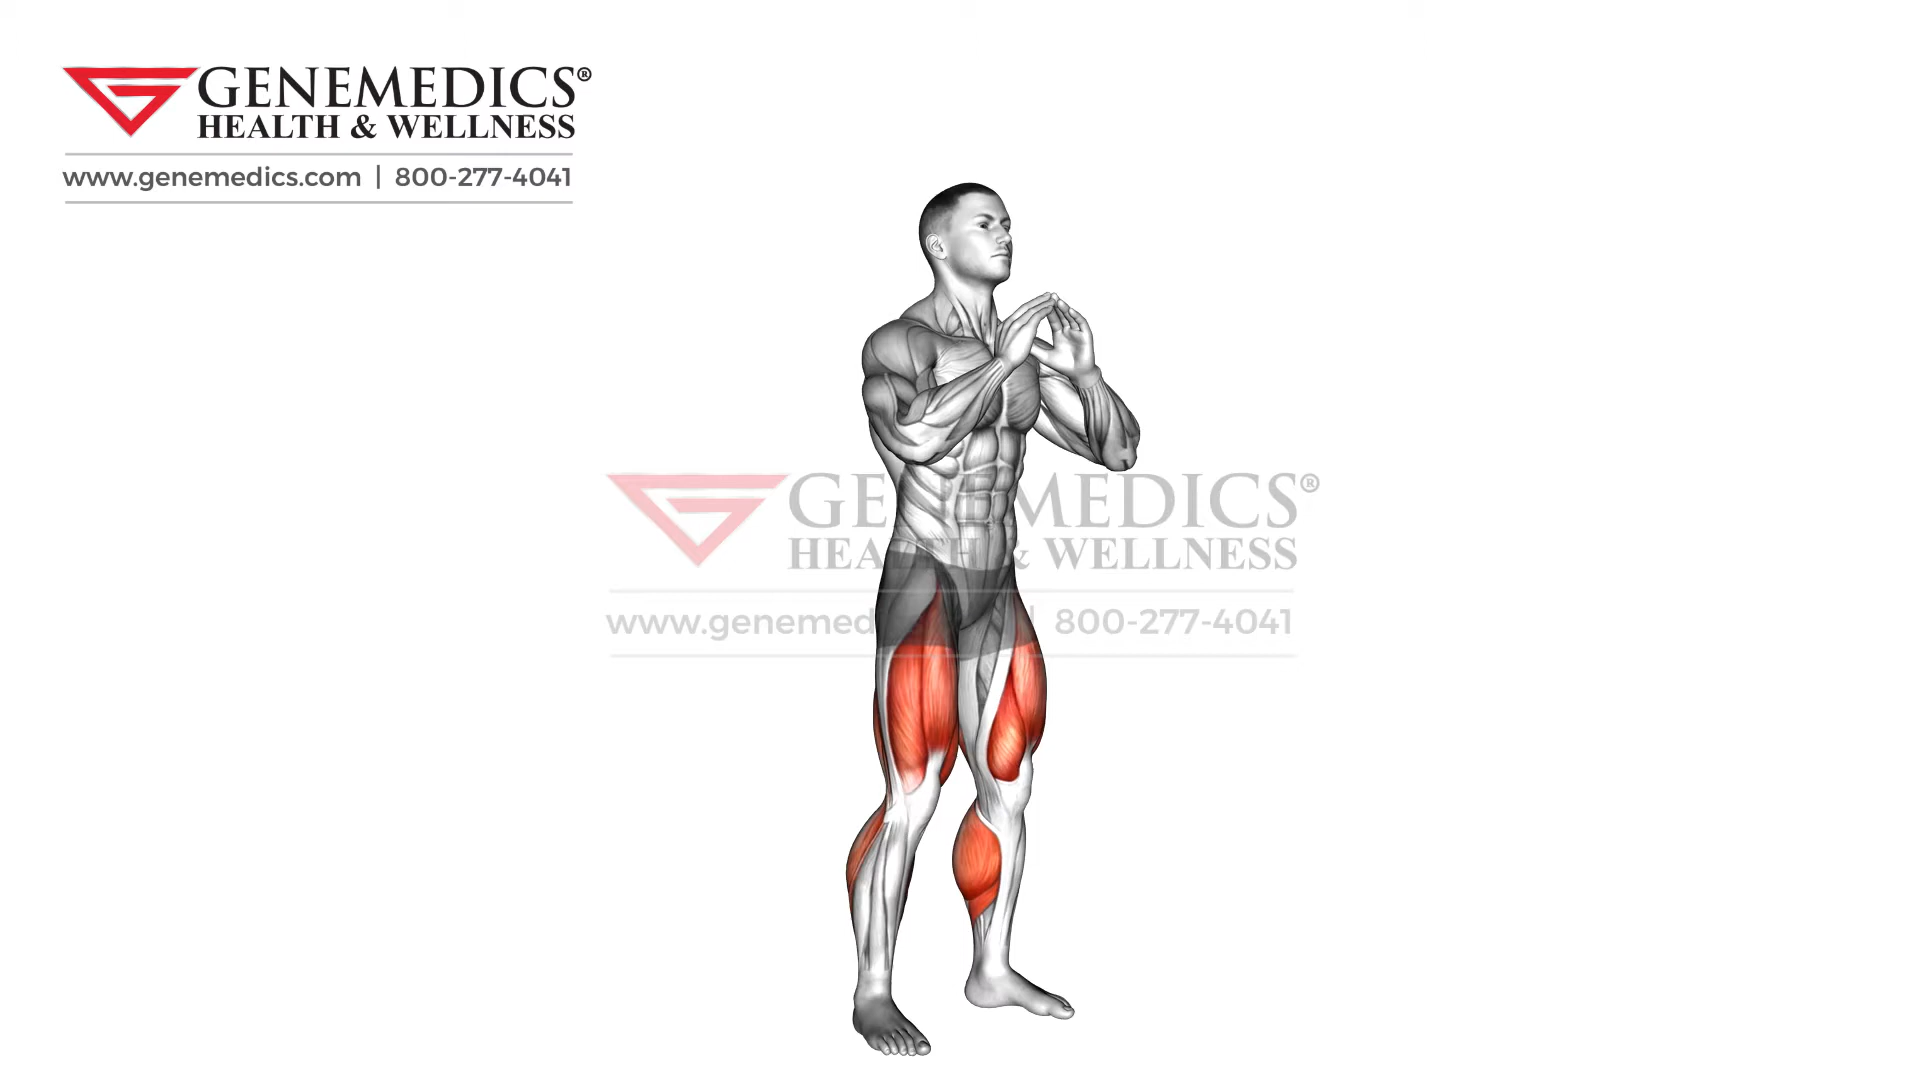 GENEMEDICS®
HEALTH & WELLNESS
www.genemedics.com | 800-277-4041
GENEMEDICS®
HEALTH & WELLNESS
www.genemed | 800-277-4041